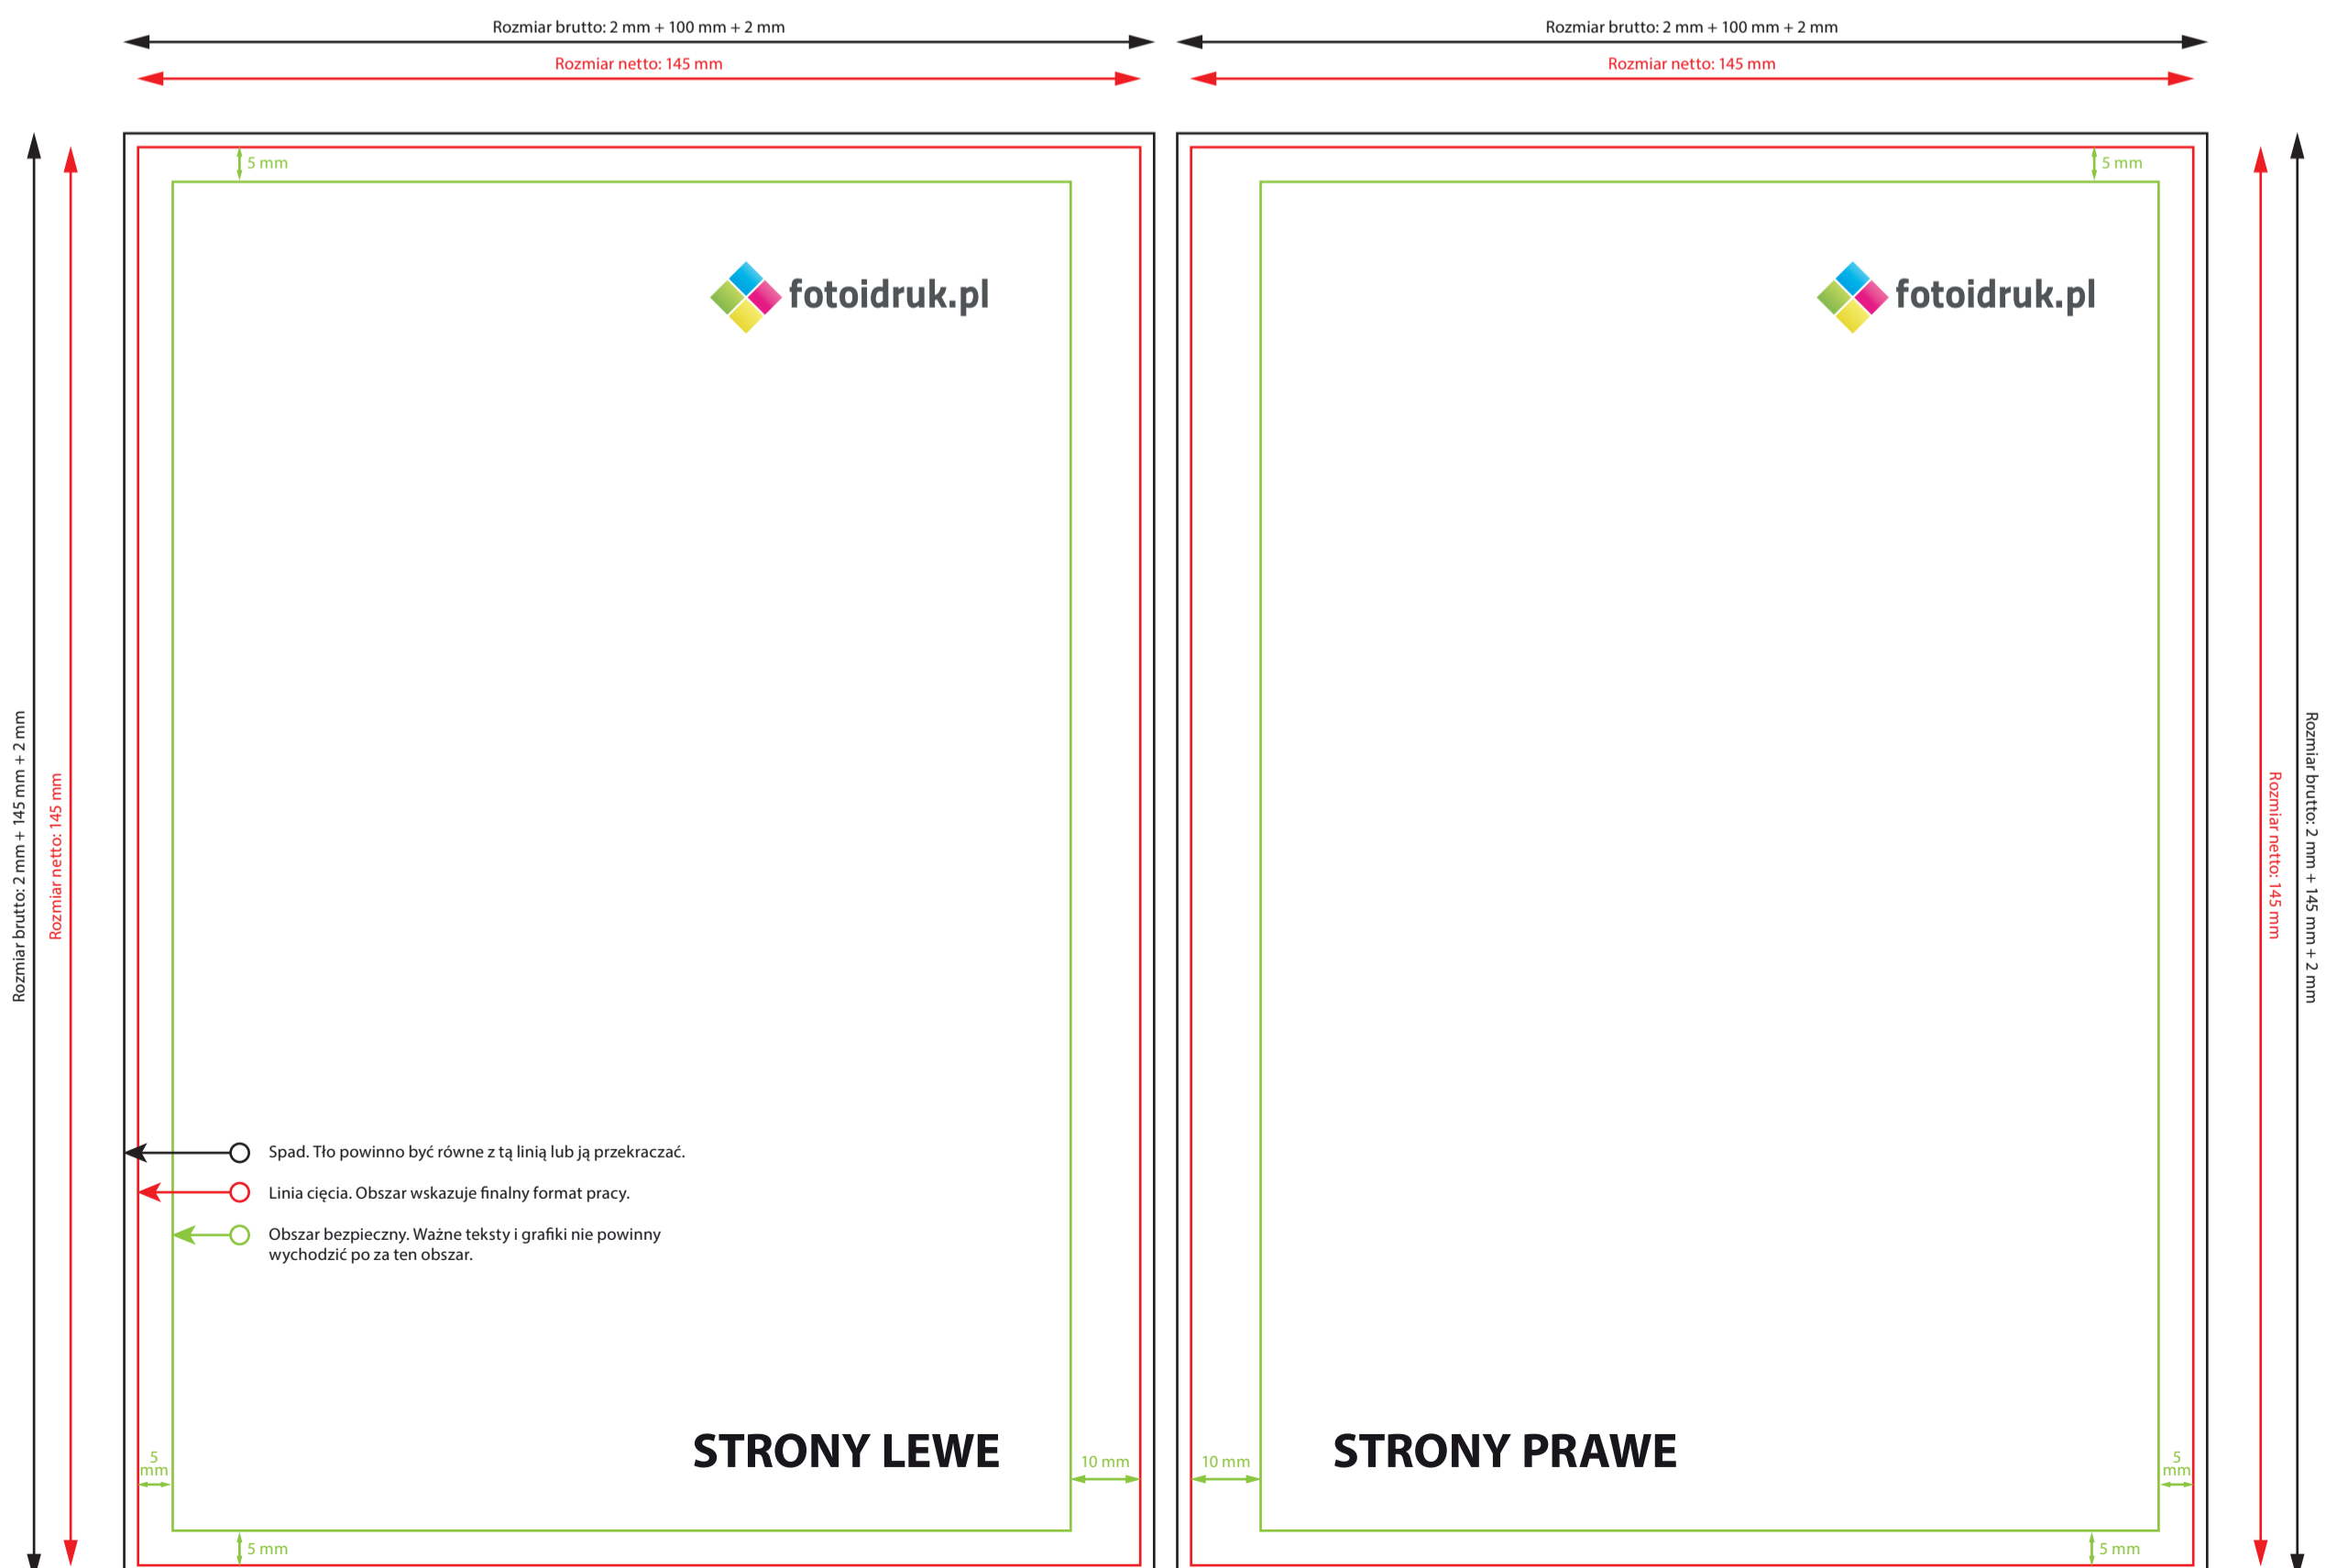 Rozmiar brutto: 2 mm + 100 mm + 2 mm
Rozmiar netto: 145 mm
Rozmiar brutto: 2 mm + 100 mm + 2 mm
Rozmiar netto: 145 mm
Rozmiar brutto: 2 mm + 145 mm + 2 mm
Rozmiar netto: 145 mm
5 mm
fotoidruk.pl
Spad. Tło powinno być równe z tą linią lub ją przekraczać.
Linia cięcia. Obszar wskazuje finalny format pracy.
Obszar bezpieczny. Ważne teksty i grafiki nie powinny
wychodzić po za ten obszar.
STRONY LEWE
5
mm
10 mm
5 mm
5 mm
fotoidruk.pl
STRONY PRAWE
10 mm
5
mm
5 mm
Rozmiar netto: 145 mm
Rozmiar brutto: 2 mm + 145 mm + 2 mm